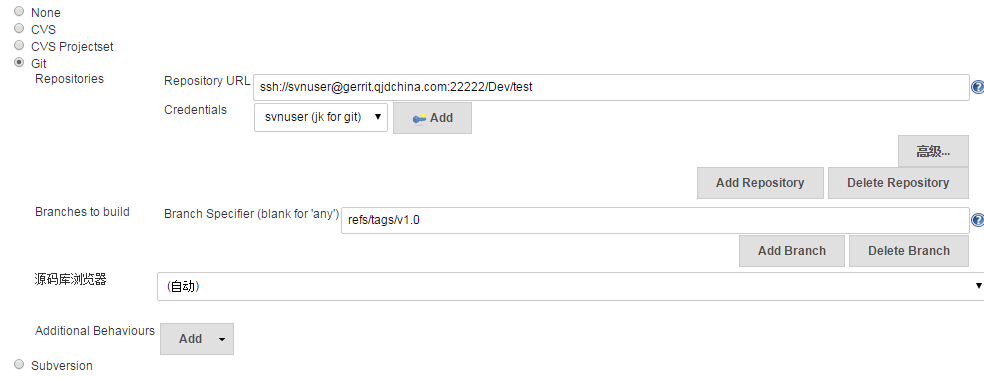 None
CVS
CVS Projectset
Git
Repositories
Repository URL ssh://svnuser@gerrit.qjdchina.com:22222/Dev/test
Credentials svnuser (jk for git) Add
高级...
Add Repository Delete Repository
Branches to build Branch Specifier (blank for 'any') refs/tags/v1.0
Add Branch Delete Branch
源码库浏览器 (自动)
Additional Behaviours Add
Subversion